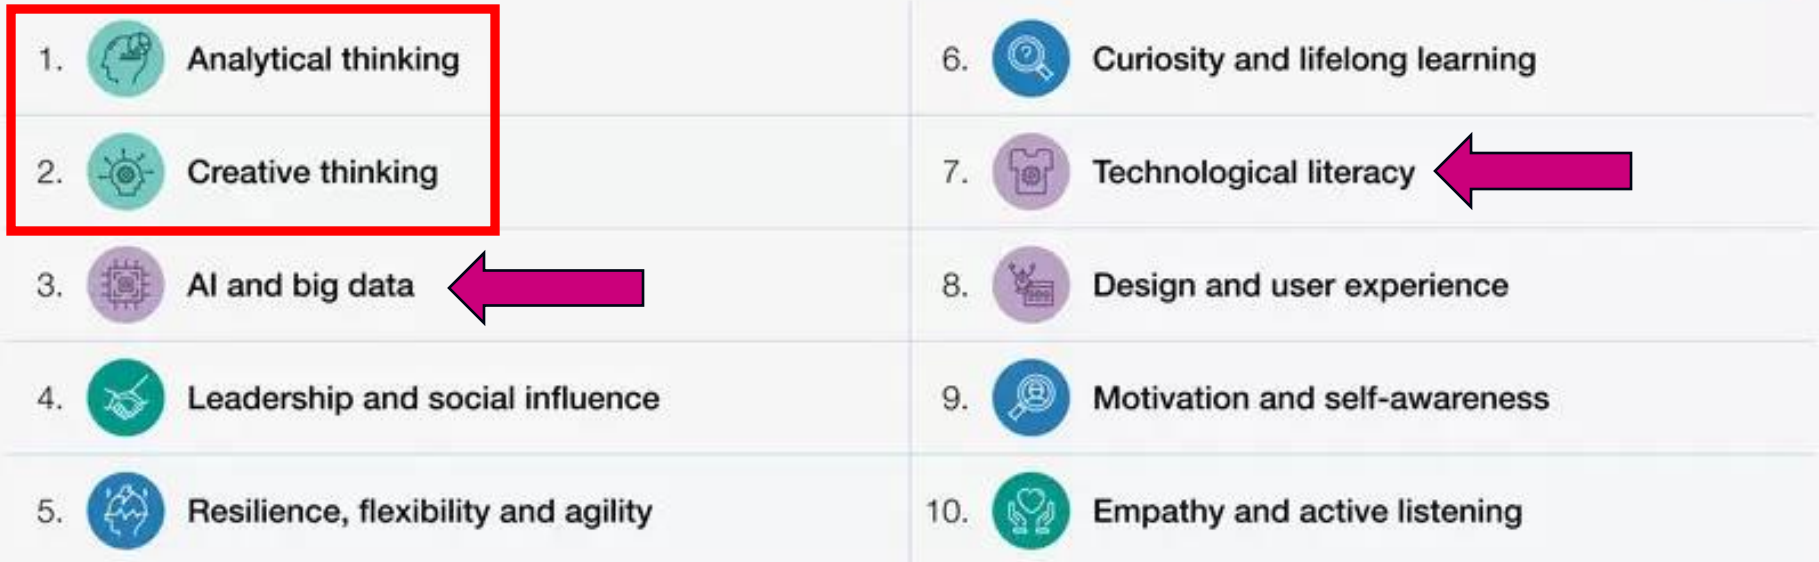 1. Analytical thinking
2. Creative thinking
3. AI and big data
4. Leadership and social influence
5. Resilience, flexibility and agility
6. Curiosity and lifelong learning
7. Technological literacy
8. Design and user experience
9. Motivation and self-awareness
10. Empathy and active listening